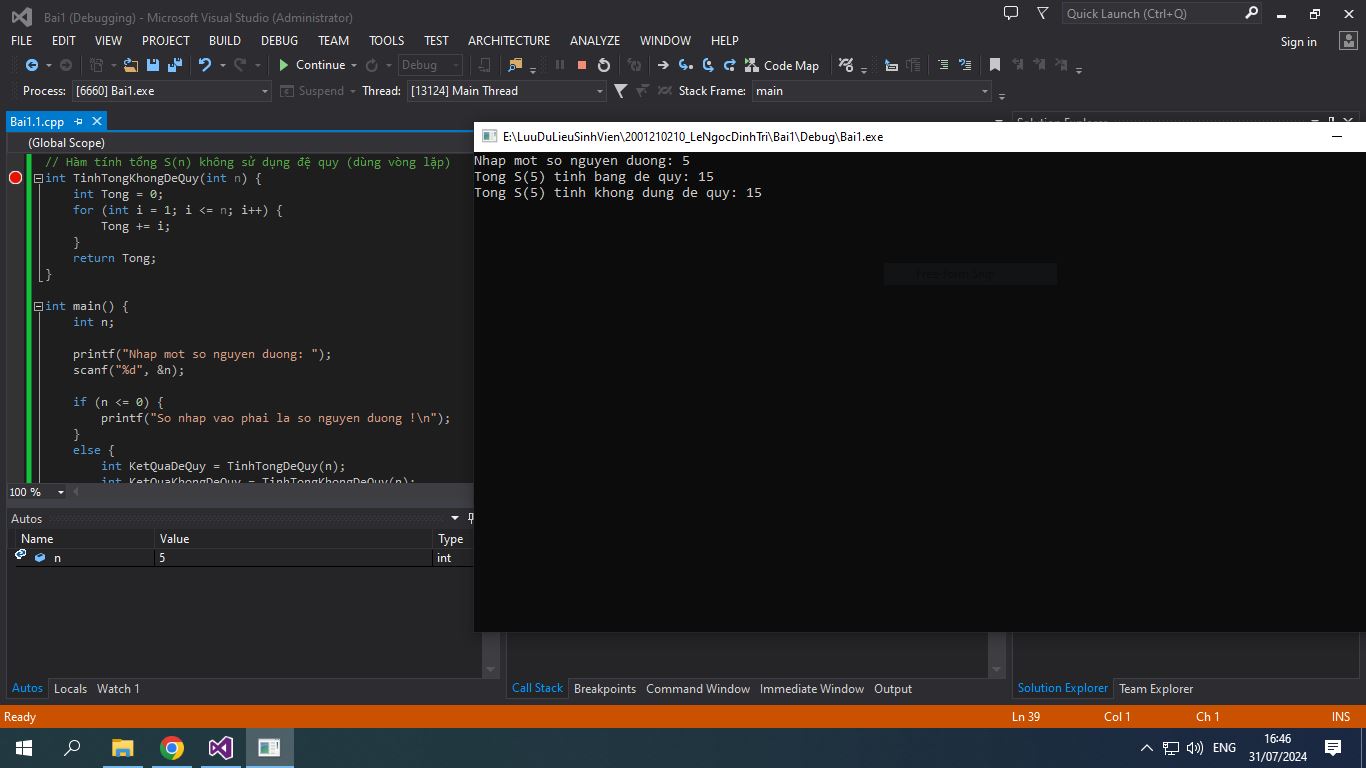 Bai1 (Debugging) - Microsoft Visual Studio (Administrator)
Quick Launch (Ctrl+Q)
FILE EDIT VIEW PROJECT BUILD DEBUG TEAM TOOLS TEST ARCHITECTURE ANALYZE WINDOW HELP
Sign in
Continue Debug Code Map
Process: [6660] Bai1.exe Suspend Thread: [13124] Main Thread Stack Frame: main
Bai1.1.cpp
Solution Explorer
(Global Scope)
// Hàm tính tổng S(n) không sử dụng đệ quy (dùng vòng lặp)
int TinhTongKhongDeQuy(int n) {
int Tong = 0;
for (int i = 1; i <= n; i++) {
Tong += i;
}
return Tong;
}
int main() {
int n;
printf("Nhap mot so nguyen duong: ");
scanf("%d", &n);
if (n <= 0) {
printf("So nhap vao phai la so nguyen duong !\n");
}
else {
int KetQuaDeQuy = TinhTongDeQuy(n);
int KetQuaKhongDeQuy = TinhTongKhongDeQuy(n);
100 %
E:\LuuDuLieuSinhVien\2001210210_LeNgocDinhTri\Bai1\Debug\Bai1.exe
Nhap mot so nguyen duong: 5
Tong S(5) tinh bang de quy: 15
Tong S(5) tinh khong dung de quy: 15
Free-form Snip
Autos
Name Value Type
n 5 int
Autos Locals Watch 1
Call Stack Breakpoints Command Window Immediate Window Output
Solution Explorer Team Explorer
Ready Ln 39 Col 1 Ch 1 INS
ENG
16:46
31/07/2024